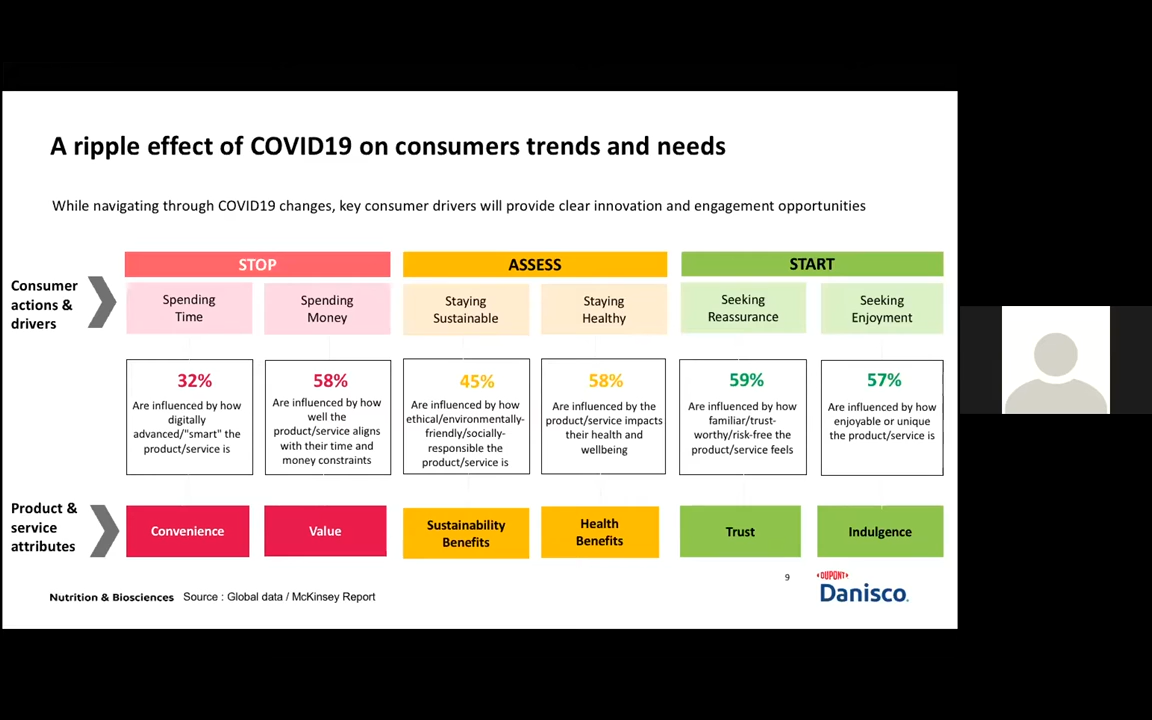 A ripple effect of COVID19 on consumers trends and needs
While navigating through COVID19 changes, key consumer drivers will provide clear innovation and engagement opportunities
Consumer
actions &
drivers
STOP
ASSESS
START
Spending
Time
Spending
Money
Staying
Sustainable
Staying
Healthy
Seeking
Reassurance
Seeking
Enjoyment
32%
Are influenced by how
digitally
advanced/"smart" the
product/service is
58%
Are influenced by how
well the
product/service aligns
with their time and
money constraints
45%
Are influenced by how
ethical/environmentally-
friendly/socially-
responsible the
product/service is
58%
Are influenced by the
product/service impacts
their health and
wellbeing
59%
Are influenced by how
familiar/trust-
worthy/risk-free the
product/service feels
57%
Are influenced by how
enjoyable or unique
the product/service is
Product &
service
attributes
Convenience
Value
Sustainability
Benefits
Health
Benefits
Trust
Indulgence
9
Nutrition & Biosciences Source : Global data / McKinsey Report
DUPONT
Danisco.